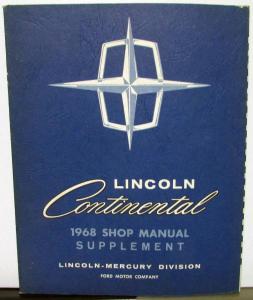 LINCOLN
Continental
1968 SHOP MANUAL
SUPPLEMENT
LINCOLN-MERCURY DIVISION
FORD MOTOR COMPANY